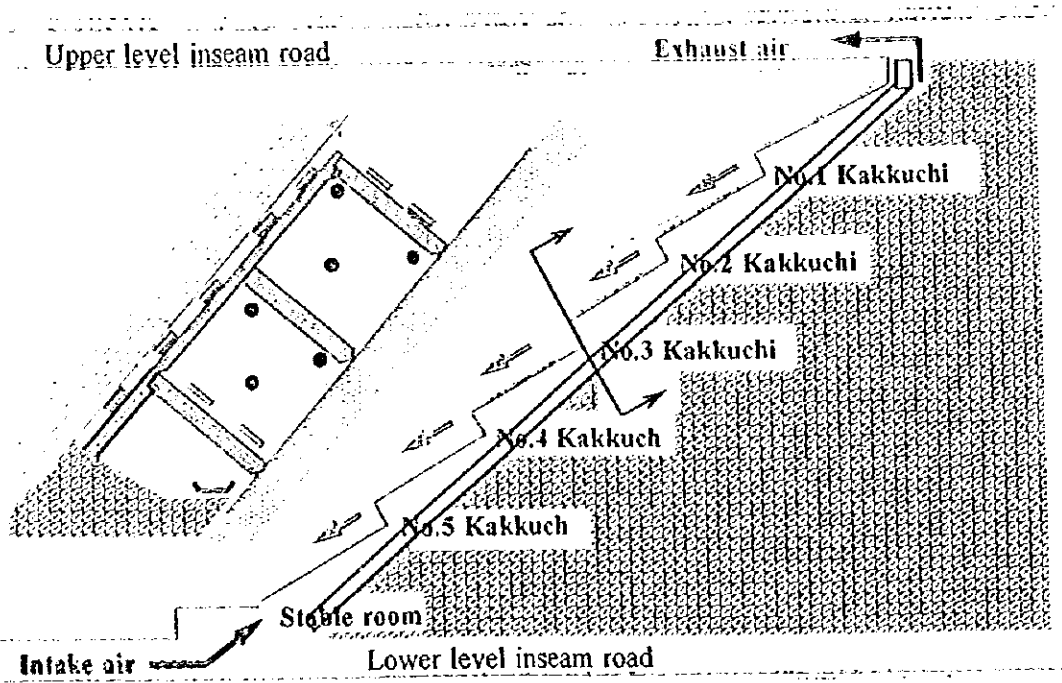 Upper level inseam road
Exhaust air
No.1 Kakkuchi
No.2 Kakkuchi
No.3 Kakkuchi
No.4 Kakkuch
No.5 Kakkuch
Stable room
Intake air
Lower level inseam road